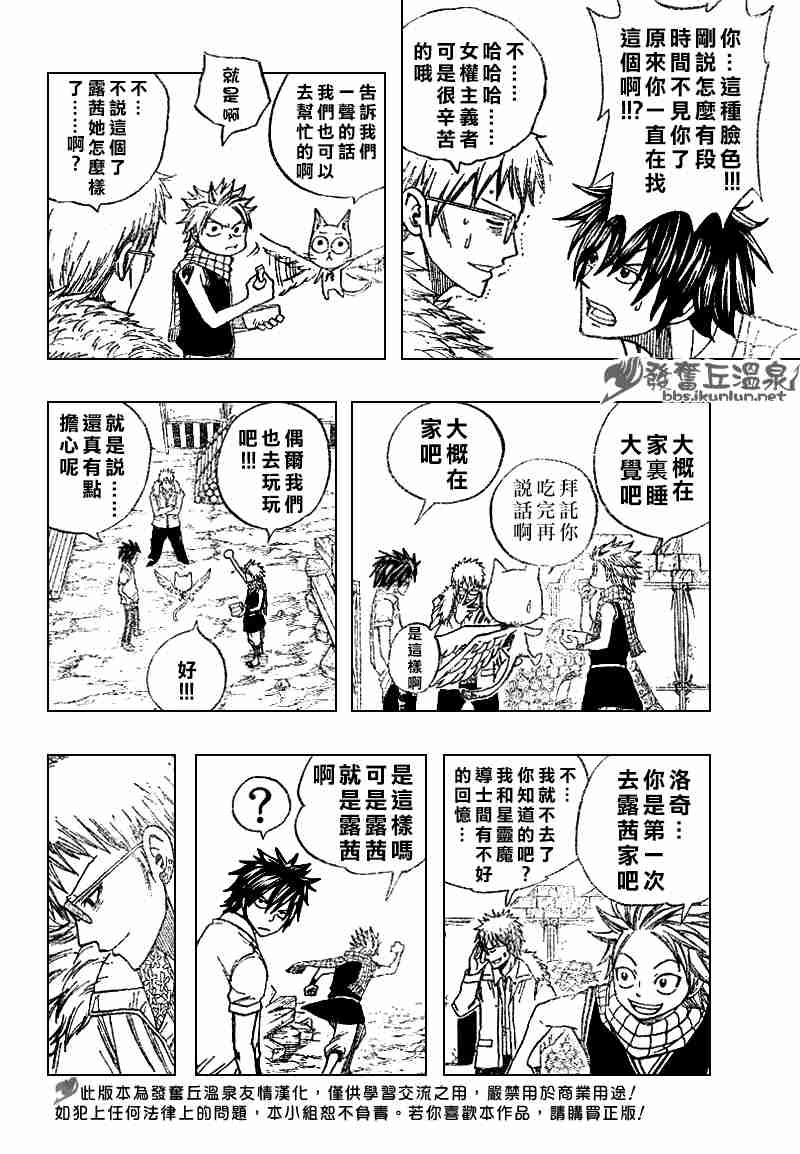 你…這種臉色!!!
剛說怎麼有段
時間不見你了
原來你一直在找
這個啊!!?
不……
哈哈哈……
女權主義者
可是很辛苦
的哦
告訴我們
一聲的話
我們也可以
去幫忙的啊
就是啊
不…
不說這個了
露茜她怎麼樣
了……啊?
發奮丘溫泉
bbs.ikunlun.net
大概在
家裏睡
大覺吧
拜託你
吃完再
說話啊
大概在
家吧
是這樣啊
偶爾我們
也去玩玩
吧!!!
就是說……
還真有點
擔心呢
好!!!
洛奇…
你是第一次
去露茜家吧
不…
我就不去了
你知道的吧?
我和星靈魔
導士間有不好
的回憶…
是這樣嗎
可是露茜
就是露茜
啊
?
此版本為發奮丘溫泉友情漢化,僅供學習交流之用,嚴禁用於商業用途!
如犯上任何法律上的問題,本小組恕不負責。若你喜歡本作品,請購買正版!